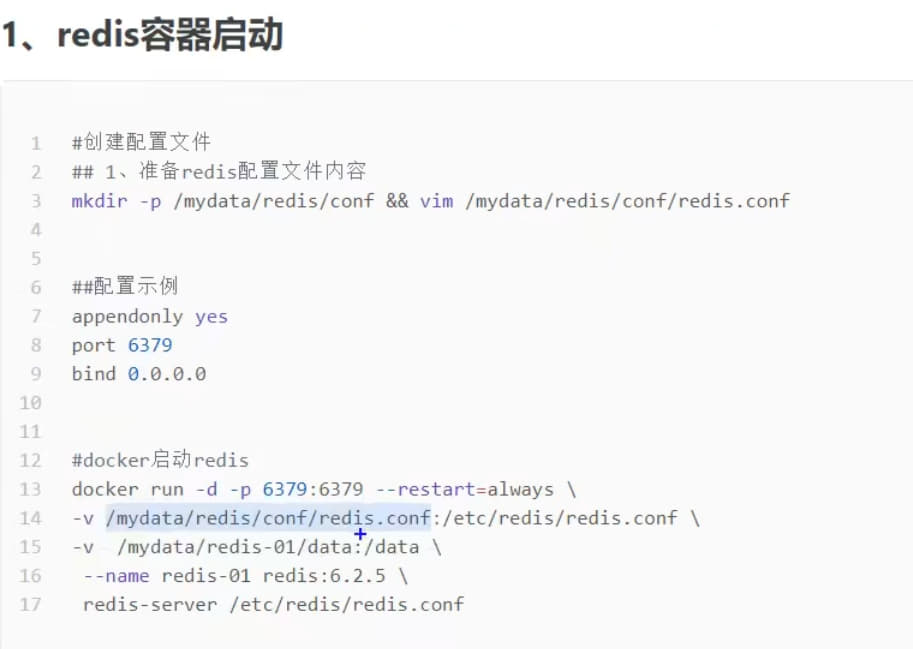 1、redis容器启动
1 #创建配置文件
2 ## 1、准备redis配置文件内容
3 mkdir -p /mydata/redis/conf && vim /mydata/redis/conf/redis.conf
4
5
6 ##配置示例
7 appendonly yes
8 port 6379
9 bind 0.0.0.0
10
11
12 #docker启动redis
13 docker run -d -p 6379:6379 --restart=always \
14 -v /mydata/redis/conf/redis.conf:/etc/redis/redis.conf \
15 -v  /mydata/redis-01/data:/data \
16  --name redis-01 redis:6.2.5 \
17  redis-server /etc/redis/redis.conf